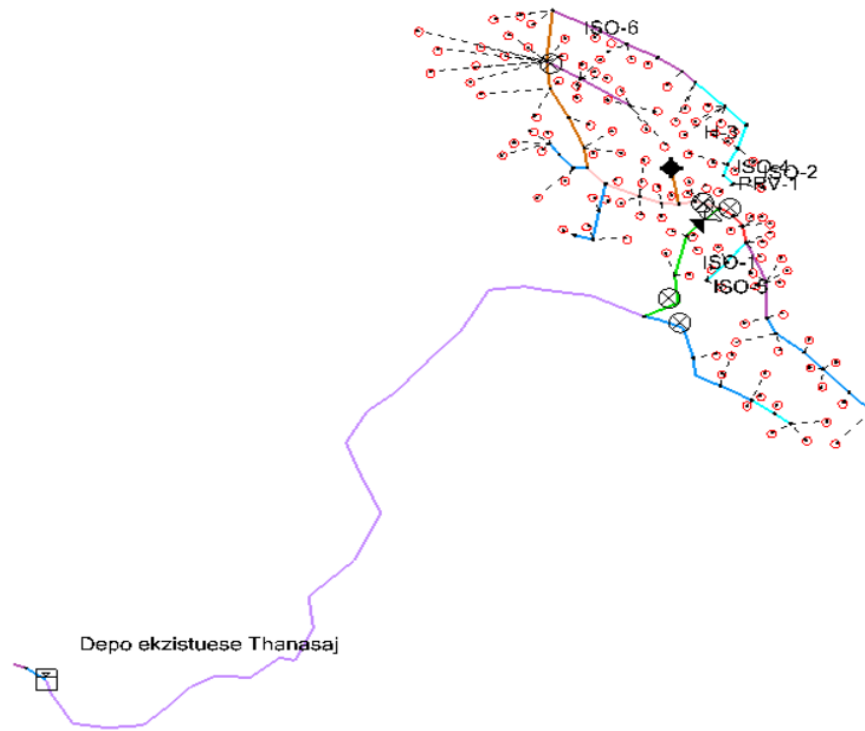 ISO-6
H-3
ISO-4
ISO-2
PRV-1
ISO-1
ISO-5
Depo ekzistuese Thanasaj